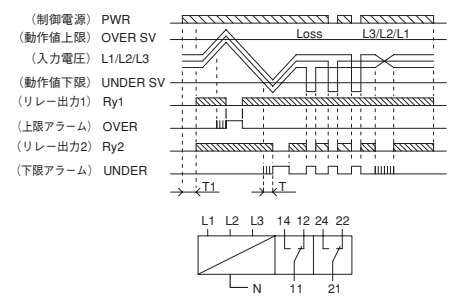 （制御電源） PWR
（動作値上限） OVER SV
Loss L3/L2/L1
（入力電圧） L1/L2/L3
（動作値下限） UNDER SV
（リレー出力1） Ry1
（上限アラーム） OVER
（リレー出力2） Ry2
（下限アラーム） UNDER
T1 T
L1 L2 L3 14 12 24 22
N 11 21